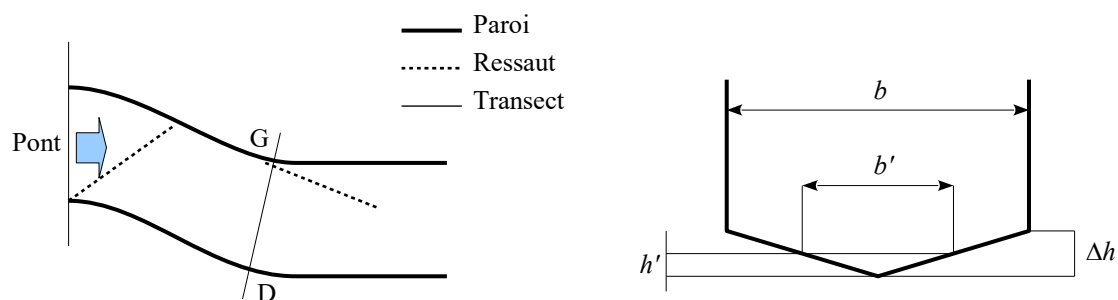 Paroi
Ressaut
Transect
Pont
G
D
b
b'
h'
Δh